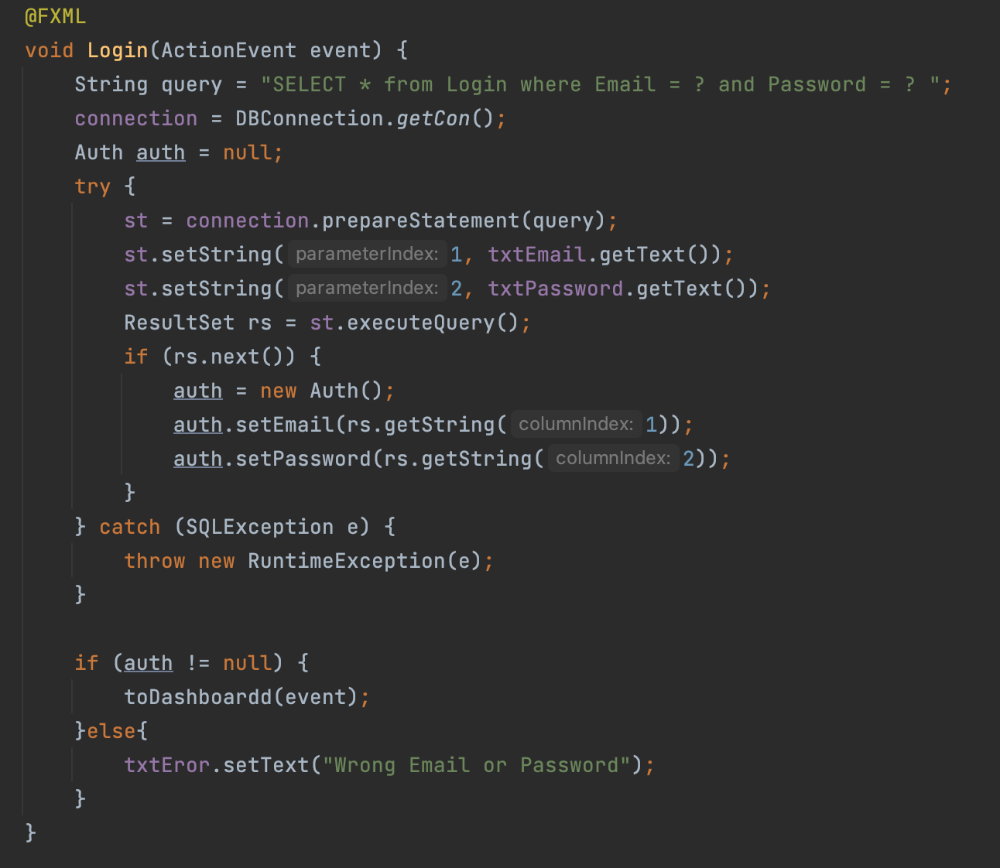 @FXML
void Login(ActionEvent event) {
String query = "SELECT * from Login where Email = ? and Password = ? ";
connection = DBConnection.getCon();
Auth auth = null;
try {
st = connection.prepareStatement(query);
st.setString( parameterIndex: 1, txtEmail.getText());
st.setString( parameterIndex: 2, txtPassword.getText());
ResultSet rs = st.executeQuery();
if (rs.next()) {
auth = new Auth();
auth.setEmail(rs.getString( columnIndex: 1));
auth.setPassword(rs.getString( columnIndex: 2));
}
} catch (SQLException e) {
throw new RuntimeException(e);
}
if (auth != null) {
toDashboardd(event);
}else{
txtEror.setText("Wrong Email or Password");
}
}